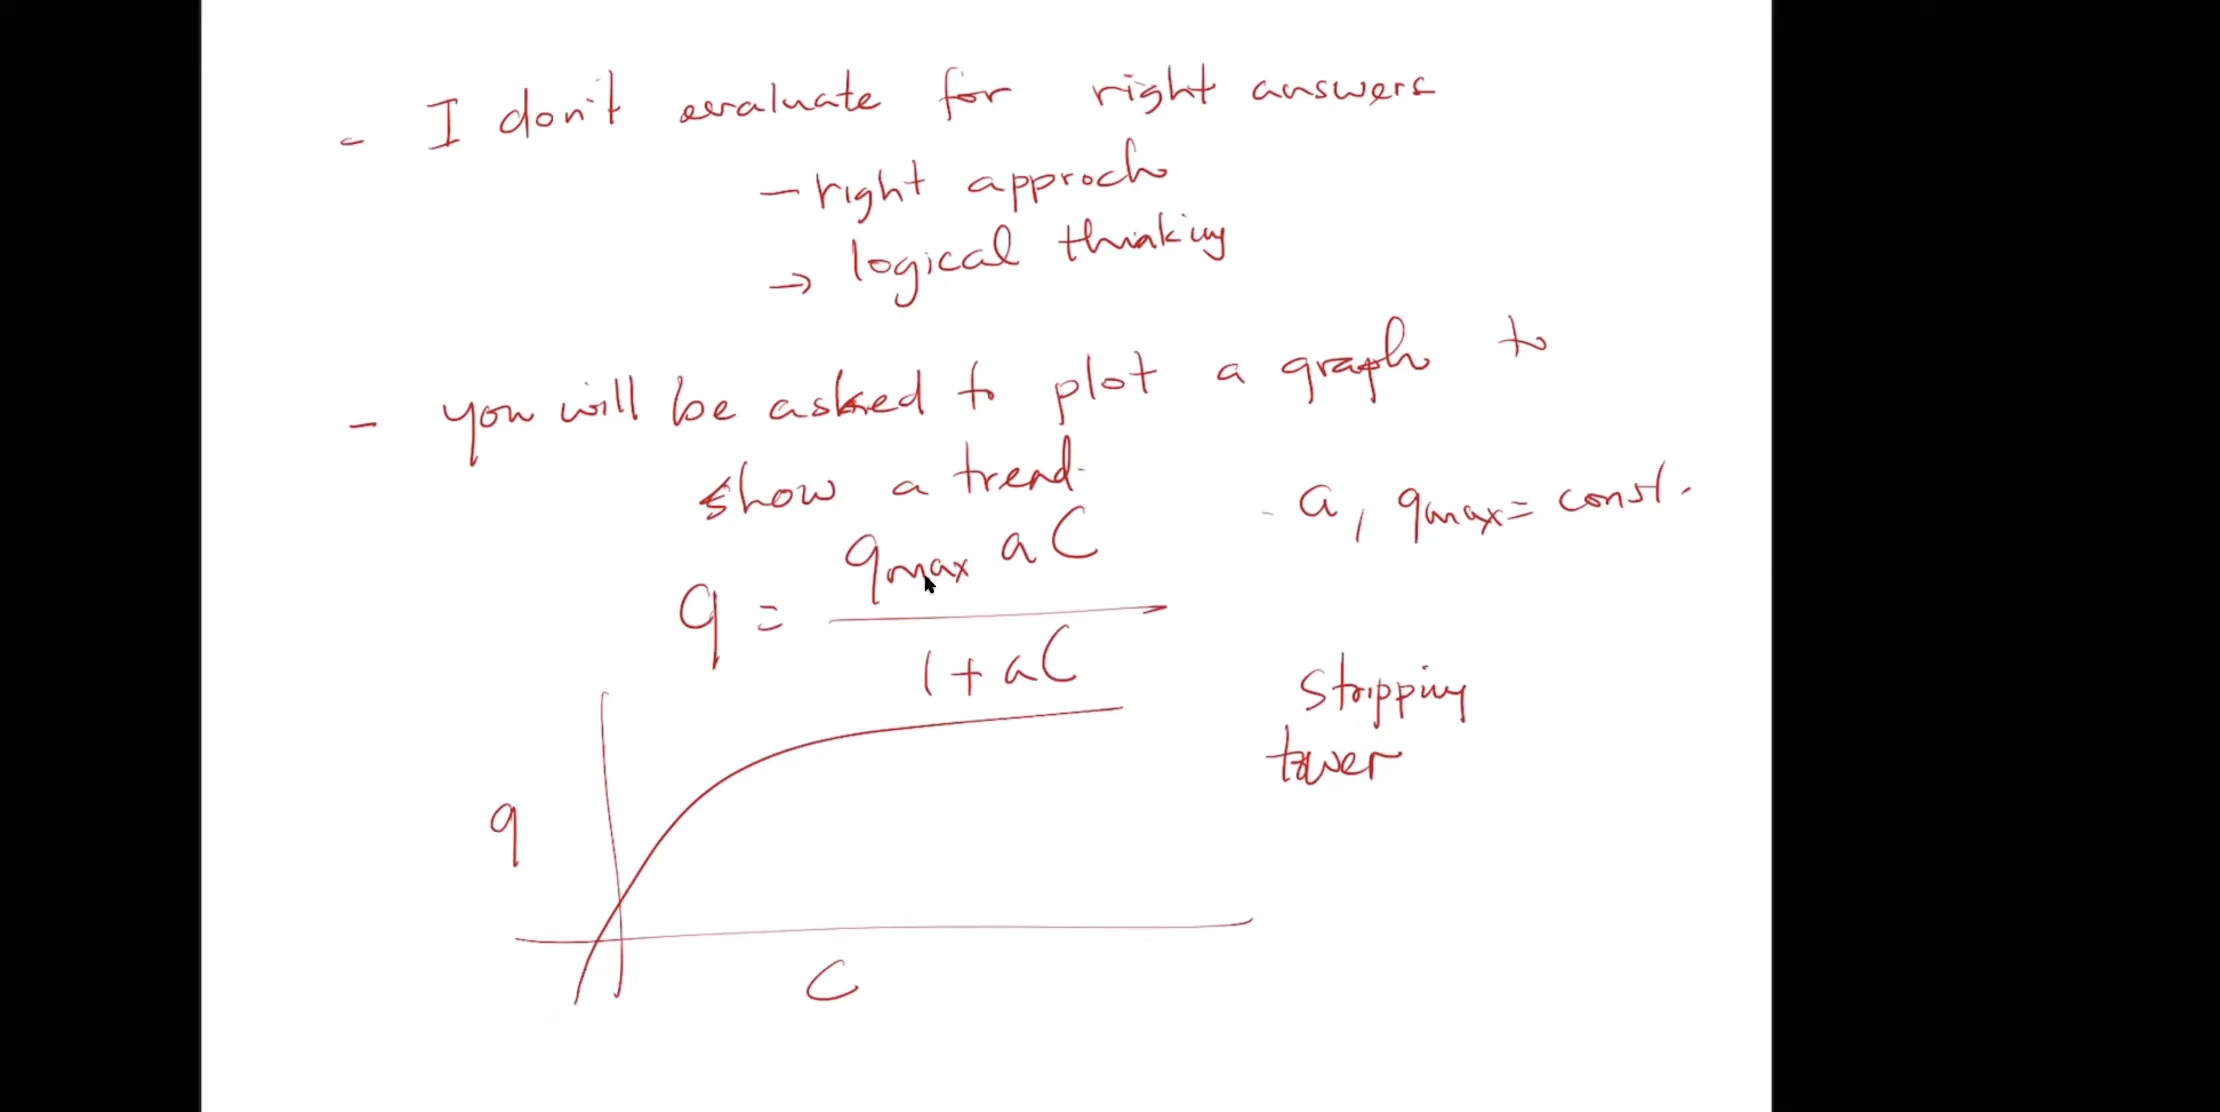 - I don't evaluate for right answers
- right approch
→ logical thinking
- you will be asked to plot a graph to
show a trend.
- a, qmax = const.
q = qmax a C
1 + aC
Stripping
tower
q
C